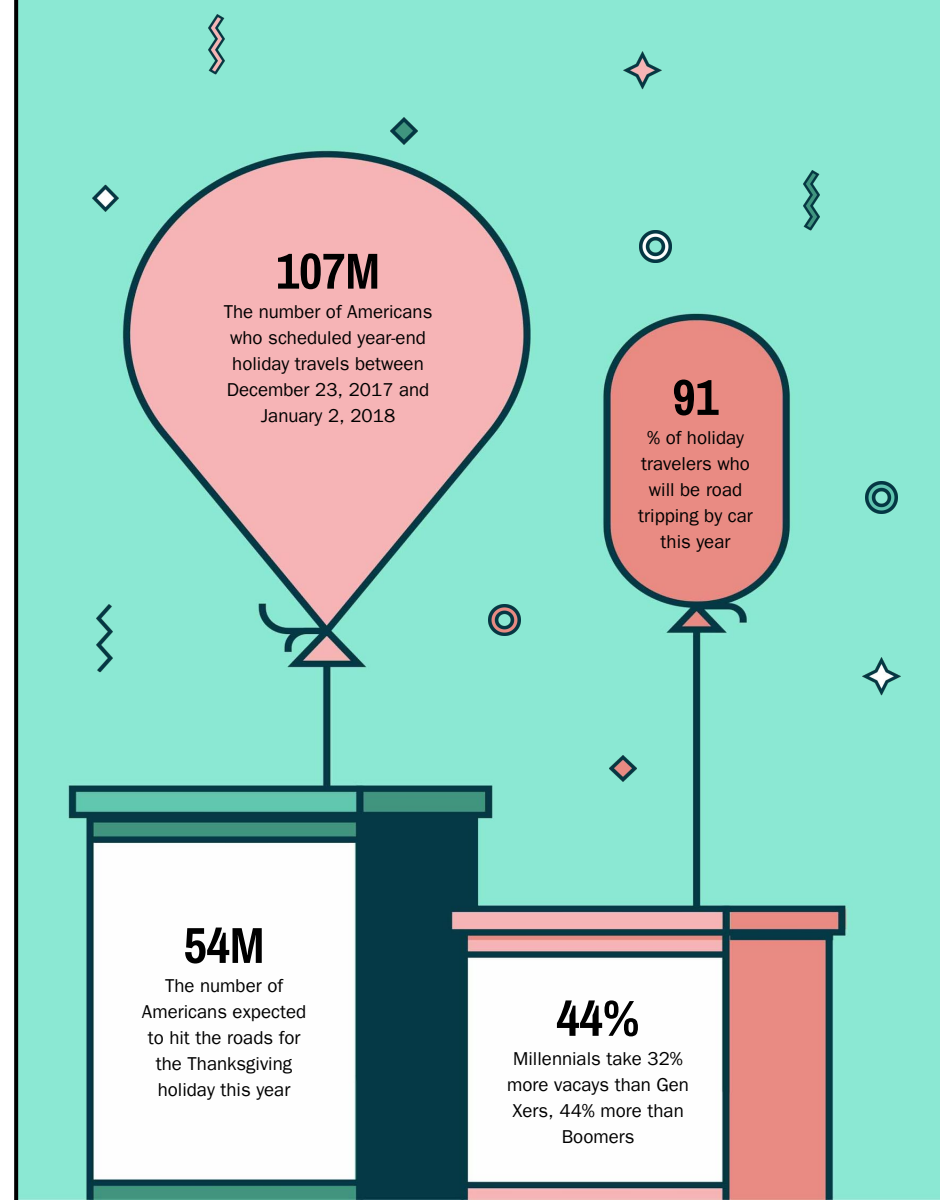 107M
The number of Americans
who scheduled year-end
holiday travels between
December 23, 2017 and
January 2, 2018
91
% of holiday
travelers who
will be road
tripping by car
this year
54M
The number of
Americans expected
to hit the roads for
the Thanksgiving
holiday this year
44%
Millennials take 32%
more vacays than Gen
Xers, 44% more than
Boomers